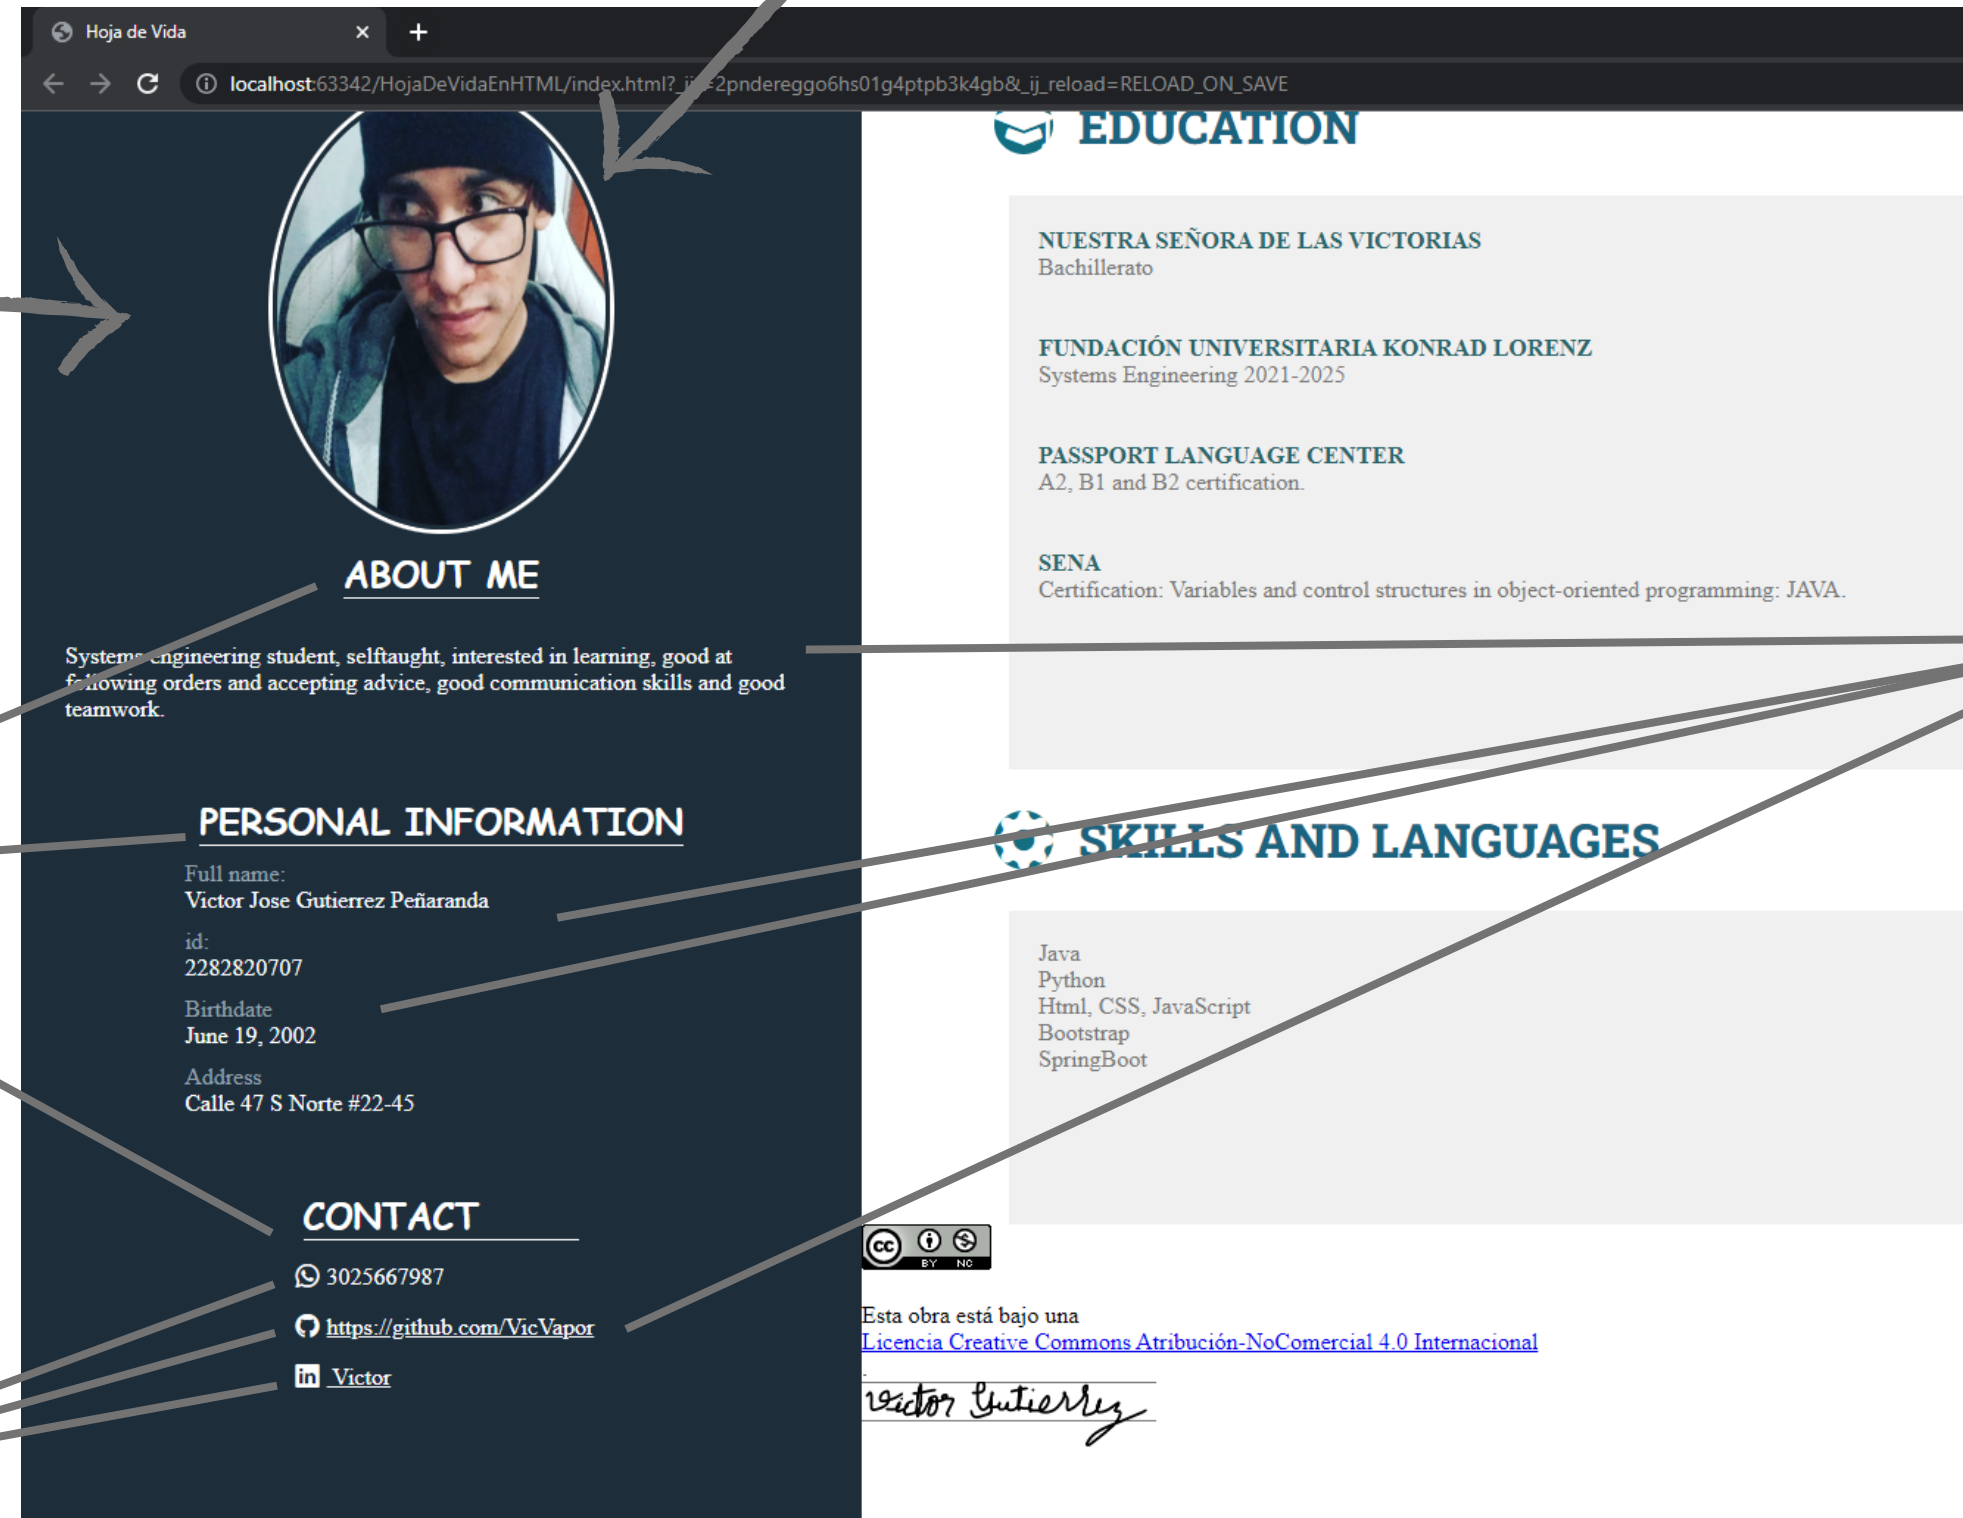 Hoja de Vida
localhost:63342/HojaDeVidaEnHTML/index.html?_ij=2pndereggo6hs01g4ptpb3k4gb&_ij_reload=RELOAD_ON_SAVE
ABOUT ME
Systems engineering student, selftaught, interested in learning, good at
following orders and accepting advice, good communication skills and good
teamwork.
PERSONAL INFORMATION
Full name:
Victor Jose Gutierrez Peñaranda
id:
2282820707
Birthdate
June 19, 2002
Address
Calle 47 S Norte #22-45
CONTACT
3025667987
https://github.com/VicVapor
in Victor
EDUCATION
NUESTRA SEÑORA DE LAS VICTORIAS
Bachillerato
FUNDACIÓN UNIVERSITARIA KONRAD LORENZ
Systems Engineering 2021-2025
PASSPORT LANGUAGE CENTER
A2, B1 and B2 certification.
SENA
Certification: Variables and control structures in object-oriented programming: JAVA.
SKILLS AND LANGUAGES
Java
Python
Html, CSS, JavaScript
Bootstrap
SpringBoot
cc BY NC
Esta obra está bajo una
Licencia Creative Commons Atribución-NoComercial 4.0 Internacional
.
Victor Gutierrez